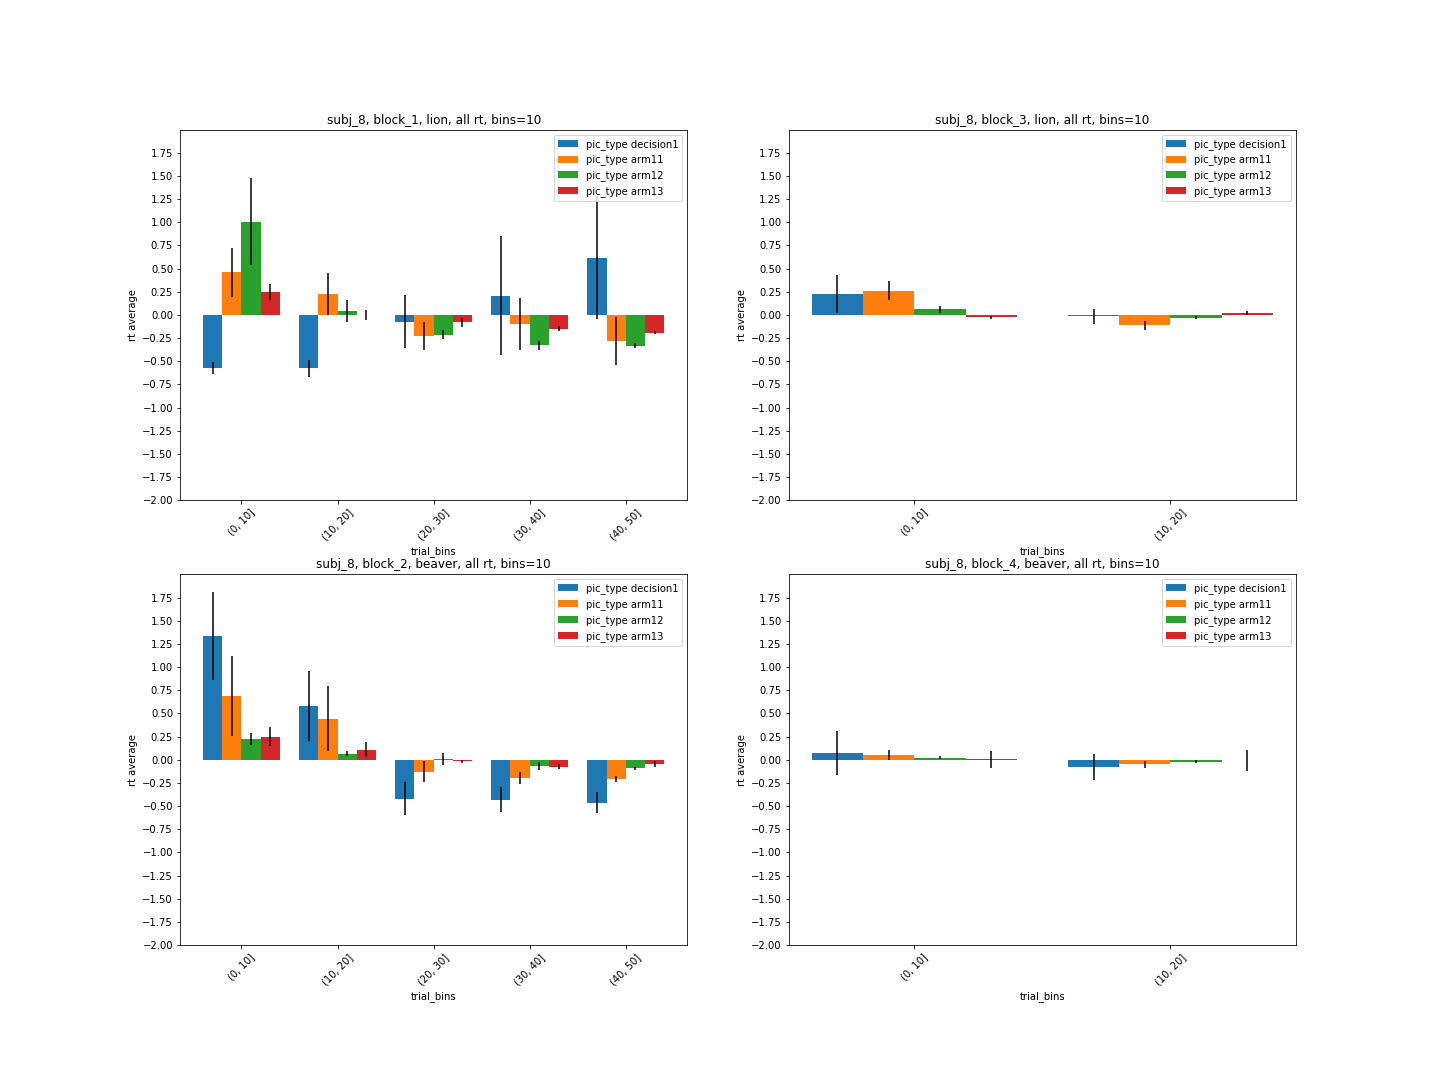 subj_8, block_1, lion, all rt, bins=10
pic_type decision1
pic_type arm11
pic_type arm12
pic_type arm13
1.75
1.50
1.25
1.00
0.75
0.50
0.25
0.00
−0.25
−0.50
−0.75
−1.00
−1.25
−1.50
−1.75
−2.00
rt average
(0, 10]
(10, 20]
(20, 30]
(30, 40]
(40, 50]
trial_bins
subj_8, block_3, lion, all rt, bins=10
pic_type decision1
pic_type arm11
pic_type arm12
pic_type arm13
1.75
1.50
1.25
1.00
0.75
0.50
0.25
0.00
−0.25
−0.50
−0.75
−1.00
−1.25
−1.50
−1.75
−2.00
rt average
(0, 10]
(10, 20]
trial_bins
subj_8, block_2, beaver, all rt, bins=10
pic_type decision1
pic_type arm11
pic_type arm12
pic_type arm13
1.75
1.50
1.25
1.00
0.75
0.50
0.25
0.00
−0.25
−0.50
−0.75
−1.00
−1.25
−1.50
−1.75
−2.00
rt average
(0, 10]
(10, 20]
(20, 30]
(30, 40]
(40, 50]
trial_bins
subj_8, block_4, beaver, all rt, bins=10
pic_type decision1
pic_type arm11
pic_type arm12
pic_type arm13
1.75
1.50
1.25
1.00
0.75
0.50
0.25
0.00
−0.25
−0.50
−0.75
−1.00
−1.25
−1.50
−1.75
−2.00
rt average
(0, 10]
(10, 20]
trial_bins